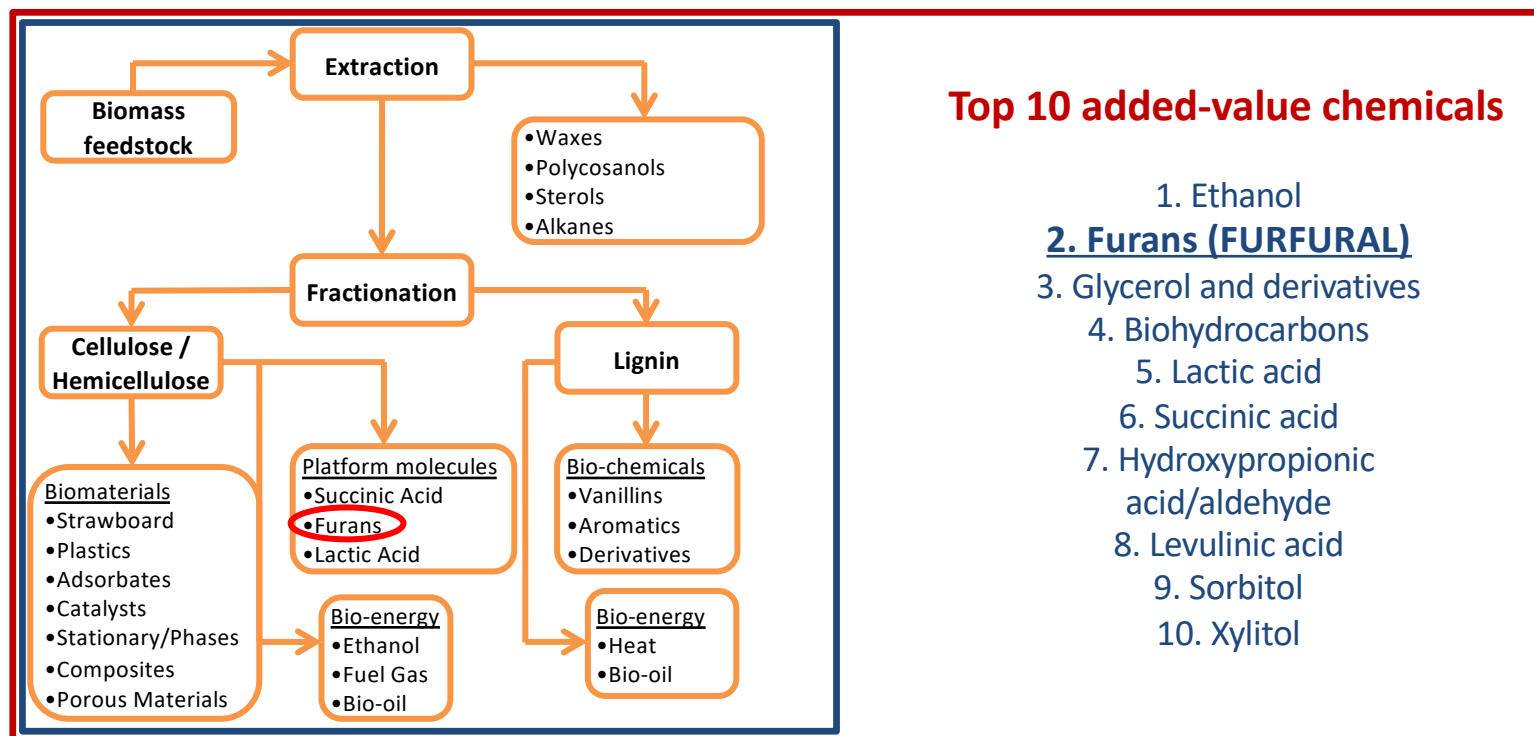 Extraction
Biomass
feedstock
•Waxes
•Polycosanols
•Sterols
•Alkanes
Fractionation
Cellulose /
Hemicellulose
Lignin
Biomaterials
•Strawboard
•Plastics
•Adsorbates
•Catalysts
•Stationary/Phases
•Composites
•Porous Materials
Platform molecules
•Succinic Acid
•Furans
•Lactic Acid
Bio-chemicals
•Vanillins
•Aromatics
•Derivatives
Bio-energy
•Ethanol
•Fuel Gas
•Bio-oil
Bio-energy
•Heat
•Bio-oil
Top 10 added-value chemicals
1. Ethanol
2. Furans (FURFURAL)
3. Glycerol and derivatives
4. Biohydrocarbons
5. Lactic acid
6. Succinic acid
7. Hydroxypropionic
acid/aldehyde
8. Levulinic acid
9. Sorbitol
10. Xylitol